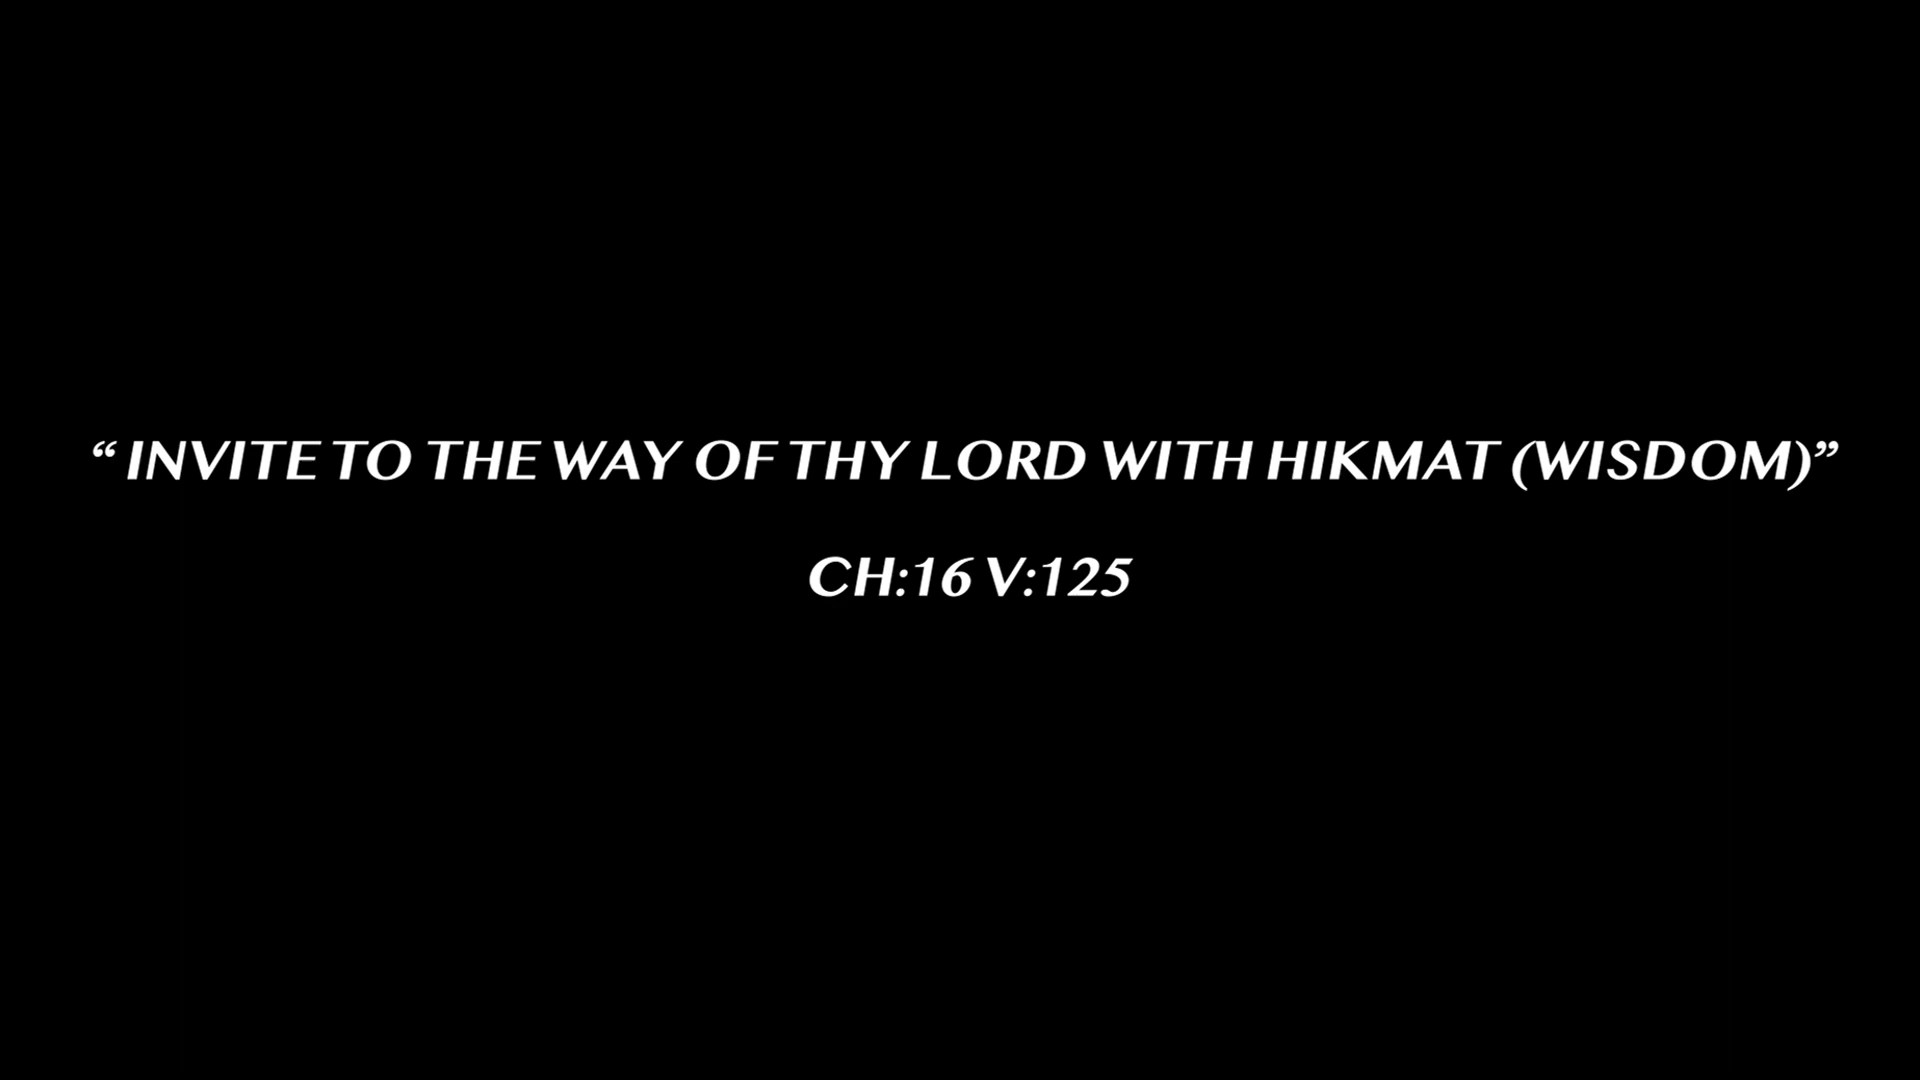 “ INVITE TO THE WAY OF THY LORD WITH HIKMAT (WISDOM)”
CH:16 V:125